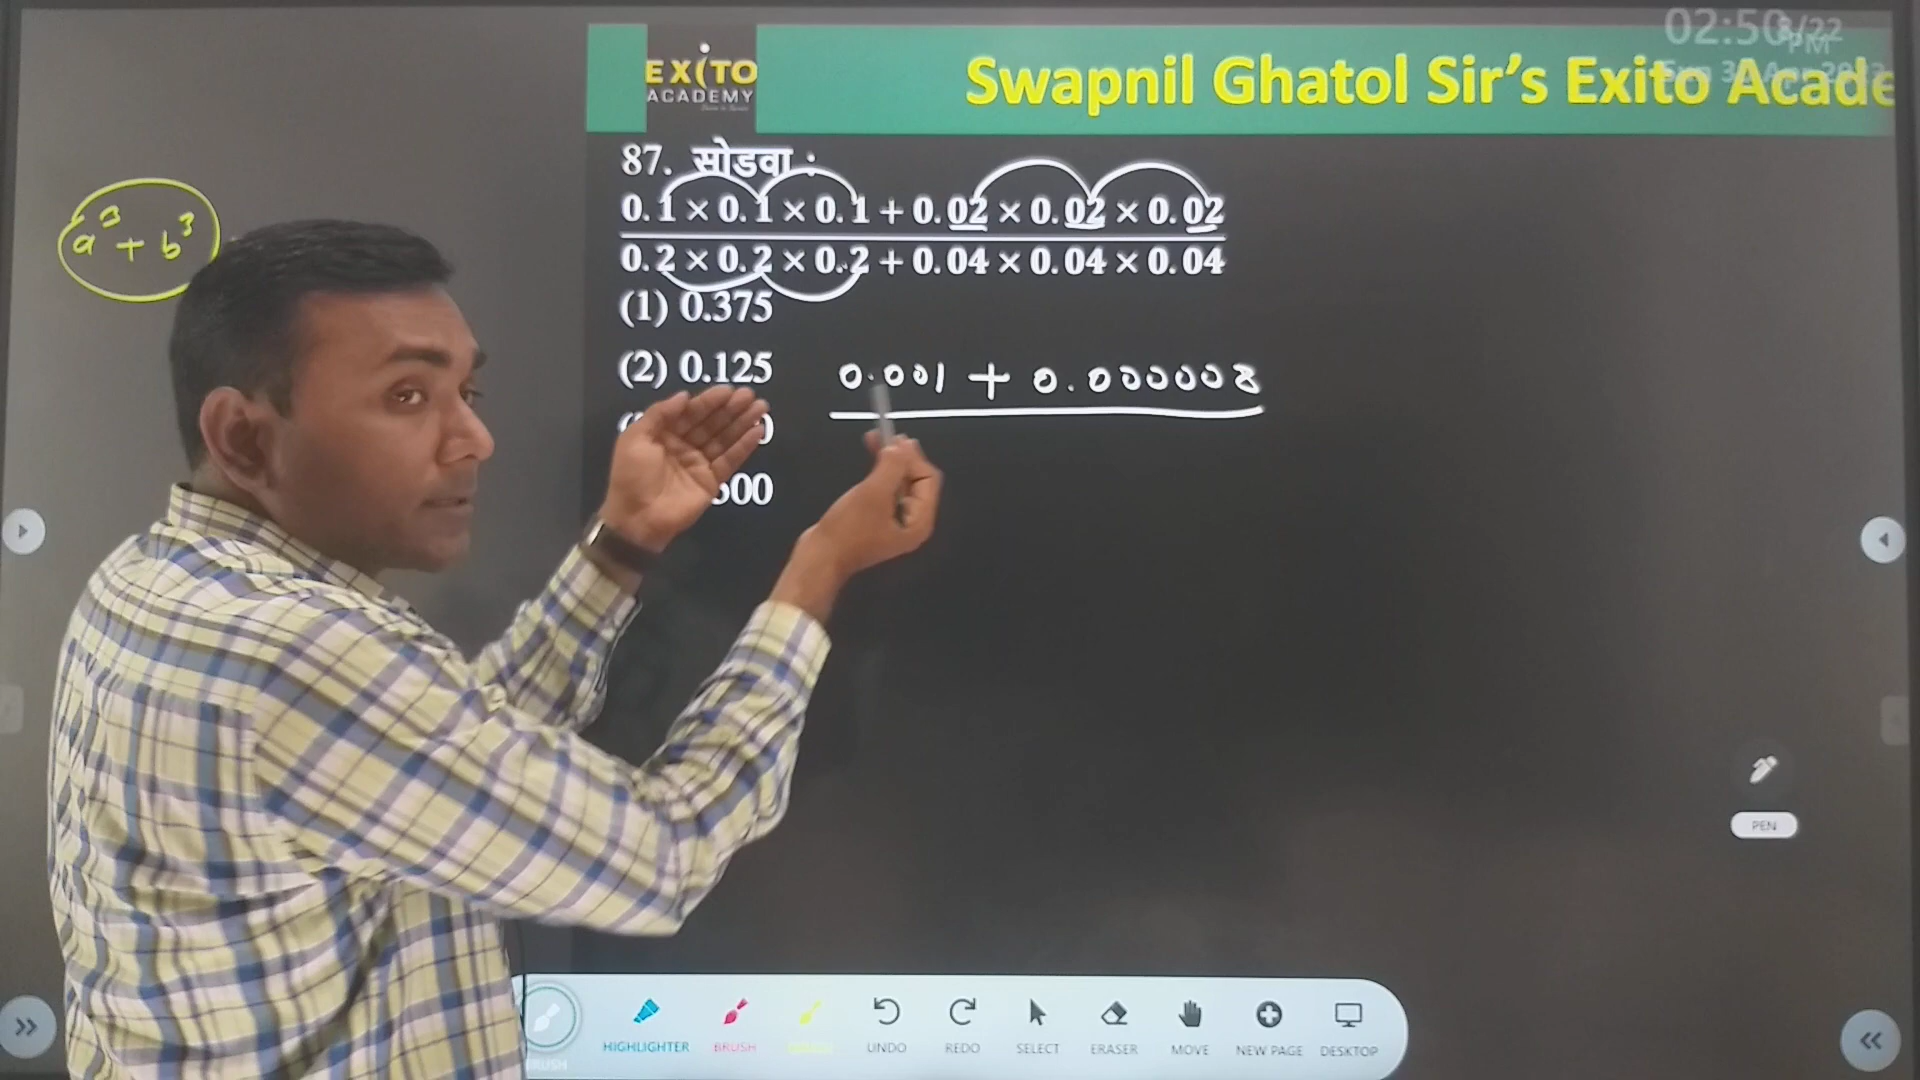 02:50 PM
8/22
EXiTO
ACADEMY
Swapnil Ghatol Sir's Exito Acade
87. सोडवा :
0.1 × 0.1 × 0.1 + 0.02 × 0.02 × 0.02
0.2 × 0.2 × 0.2 + 0.04 × 0.04 × 0.04
a³ + b³
(1) 0.375
(2) 0.125
0.001 + 0.000008
PEN
BRUSH
HIGHLIGHTER
BRUSH
UNDO
REDO
SELECT
ERASER
MOVE
NEW PAGE
DESKTOP